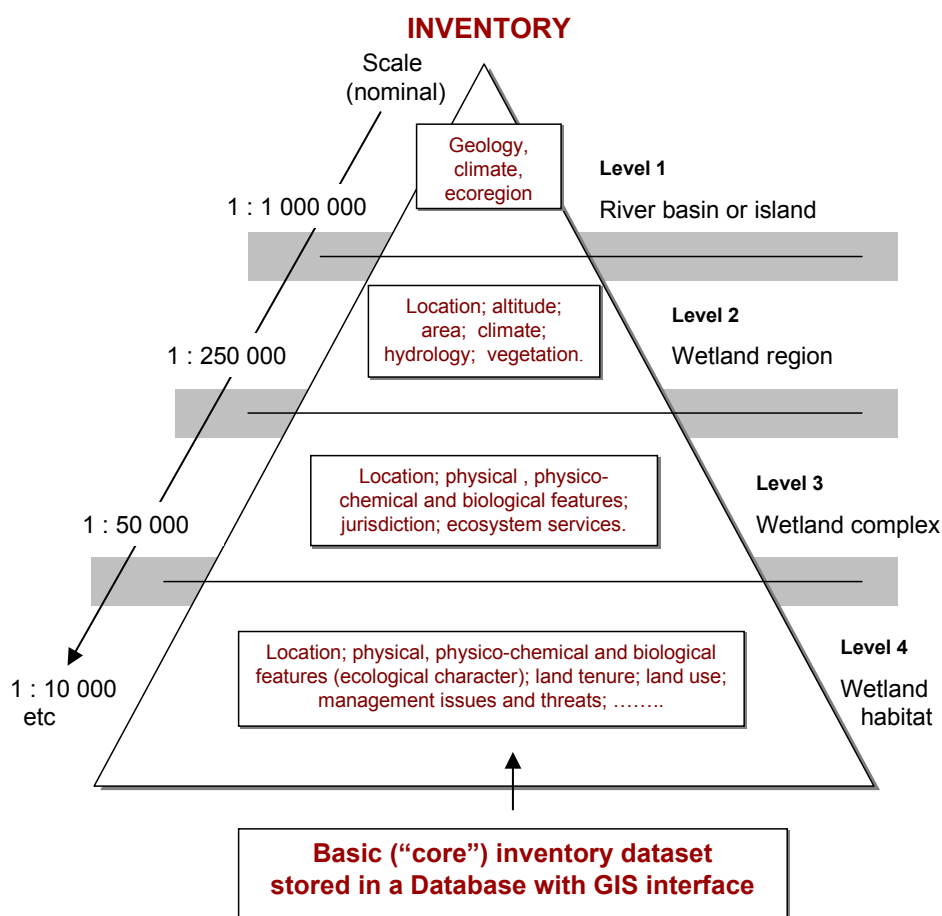 INVENTORY
Scale
(nominal)
Geology,
climate,
ecoregion
Level 1
1 : 1 000 000
River basin or island
Location; altitude;
area; climate;
hydrology; vegetation.
Level 2
1 : 250 000
Wetland region
Location; physical , physico-
chemical and biological features;
jurisdiction; ecosystem services.
Level 3
1 : 50 000
Wetland complex
Location; physical, physico-chemical and biological
features (ecological character); land tenure; land use;
management issues and threats; ……..
Level 4
1 : 10 000
etc
Wetland
habitat
Basic (“core”) inventory dataset
stored in a Database with GIS interface